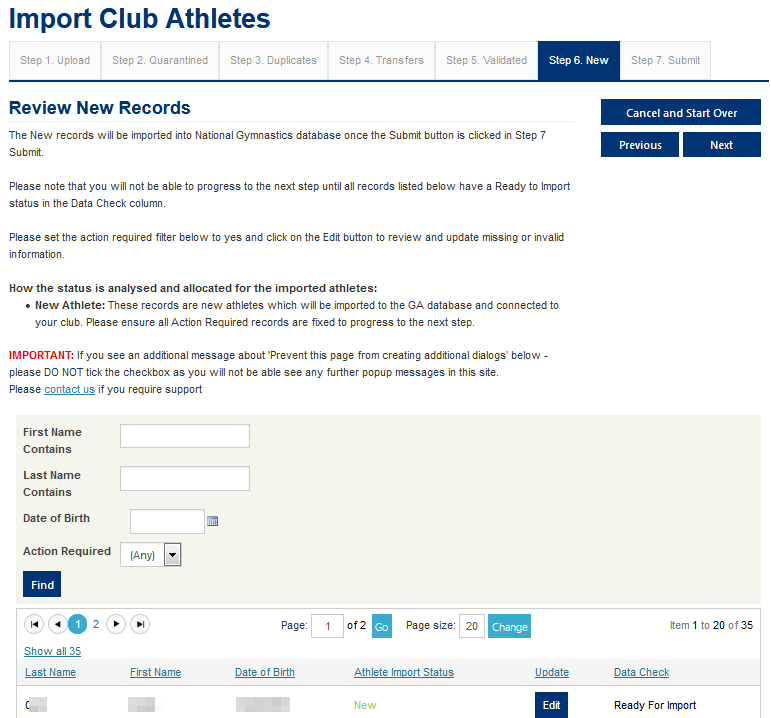 Import Club Athletes
Step 1. Upload Step 2. Quarantined Step 3. Duplicates Step 4. Transfers Step 5. Validated Step 6. New Step 7. Submit
Review New Records
Cancel and Start Over
Previous Next
The New records will be imported into National Gymnastics database once the Submit button is clicked in Step 7
Submit.
Please note that you will not be able to progress to the next step until all records listed below have a Ready to Import
status in the Data Check column.
Please set the action required filter below to yes and click on the Edit button to review and update missing or invalid
information.
How the status is analysed and allocated for the imported athletes:
• New Athlete: These records are new athletes which will be imported to the GA database and connected to
your club. Please ensure all Action Required records are fixed to progress to the next step.
IMPORTANT: If you see an additional message about 'Prevent this page from creating additional dialogs' below -
please DO NOT tick the checkbox as you will not be able see any further popup messages in this site.
Please contact us if you require support
First Name
Contains
Last Name
Contains
Date of Birth
Action Required (Any)
Find
1 2 Page: 1 of 2 Go Page size: 20 Change Item 1 to 20 of 35
Show all 35
Last Name First Name Date of Birth Athlete Import Status Update Data Check
New Edit Ready For Import